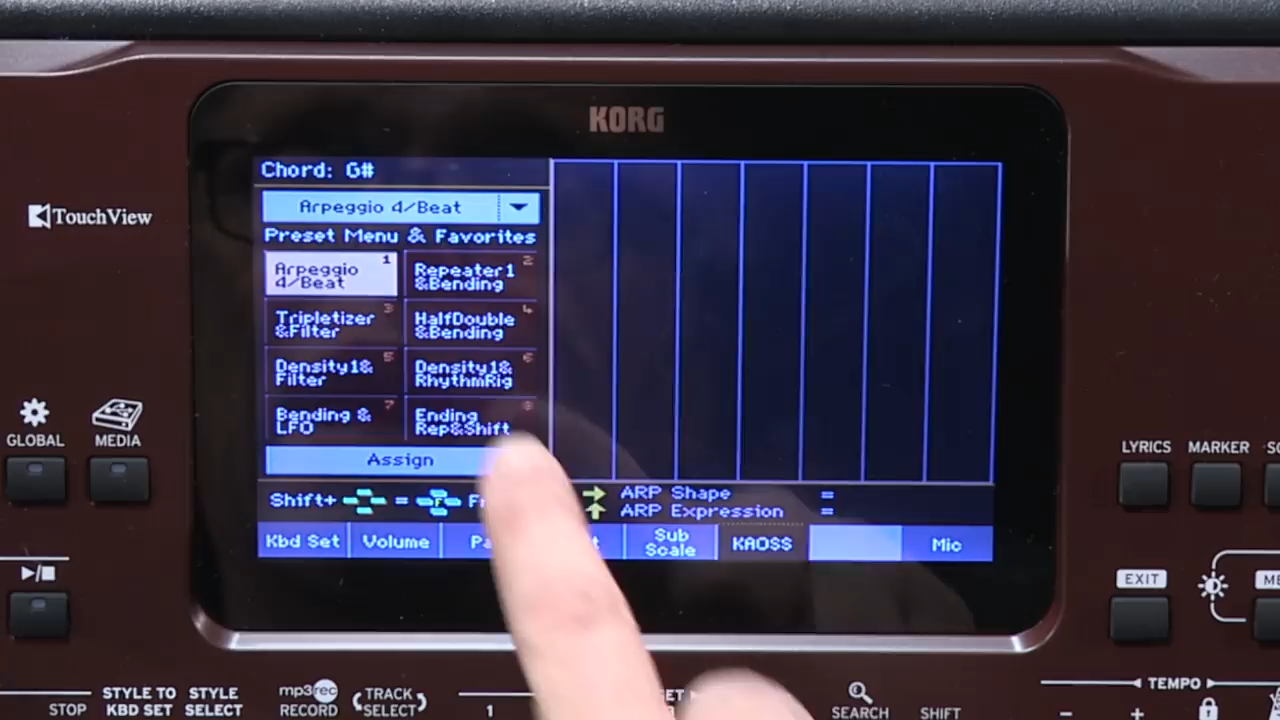 KORG
TouchView
Chord: G#
Arpeggio 4/Beat
Preset Menu & Favorites
Arpeggio 4/Beat 1
Repeater1 &Bending 2
Tripletizer &Filter 3
HalfDouble &Bending 4
Density1& Filter 5
Density1& RhythmRig 6
Bending & LFO 7
Ending Rep&Shift 8
Assign
Shift+ =
ARP Shape =
ARP Expression =
Kbd Set
Volume
Sub Scale
KAOSS
Mic
GLOBAL
MEDIA
LYRICS
MARKER
EXIT
STOP
STYLE TO KBD SET
STYLE SELECT
mp3rec RECORD
TRACK SELECT
1
SEARCH
SHIFT
TEMPO
- +